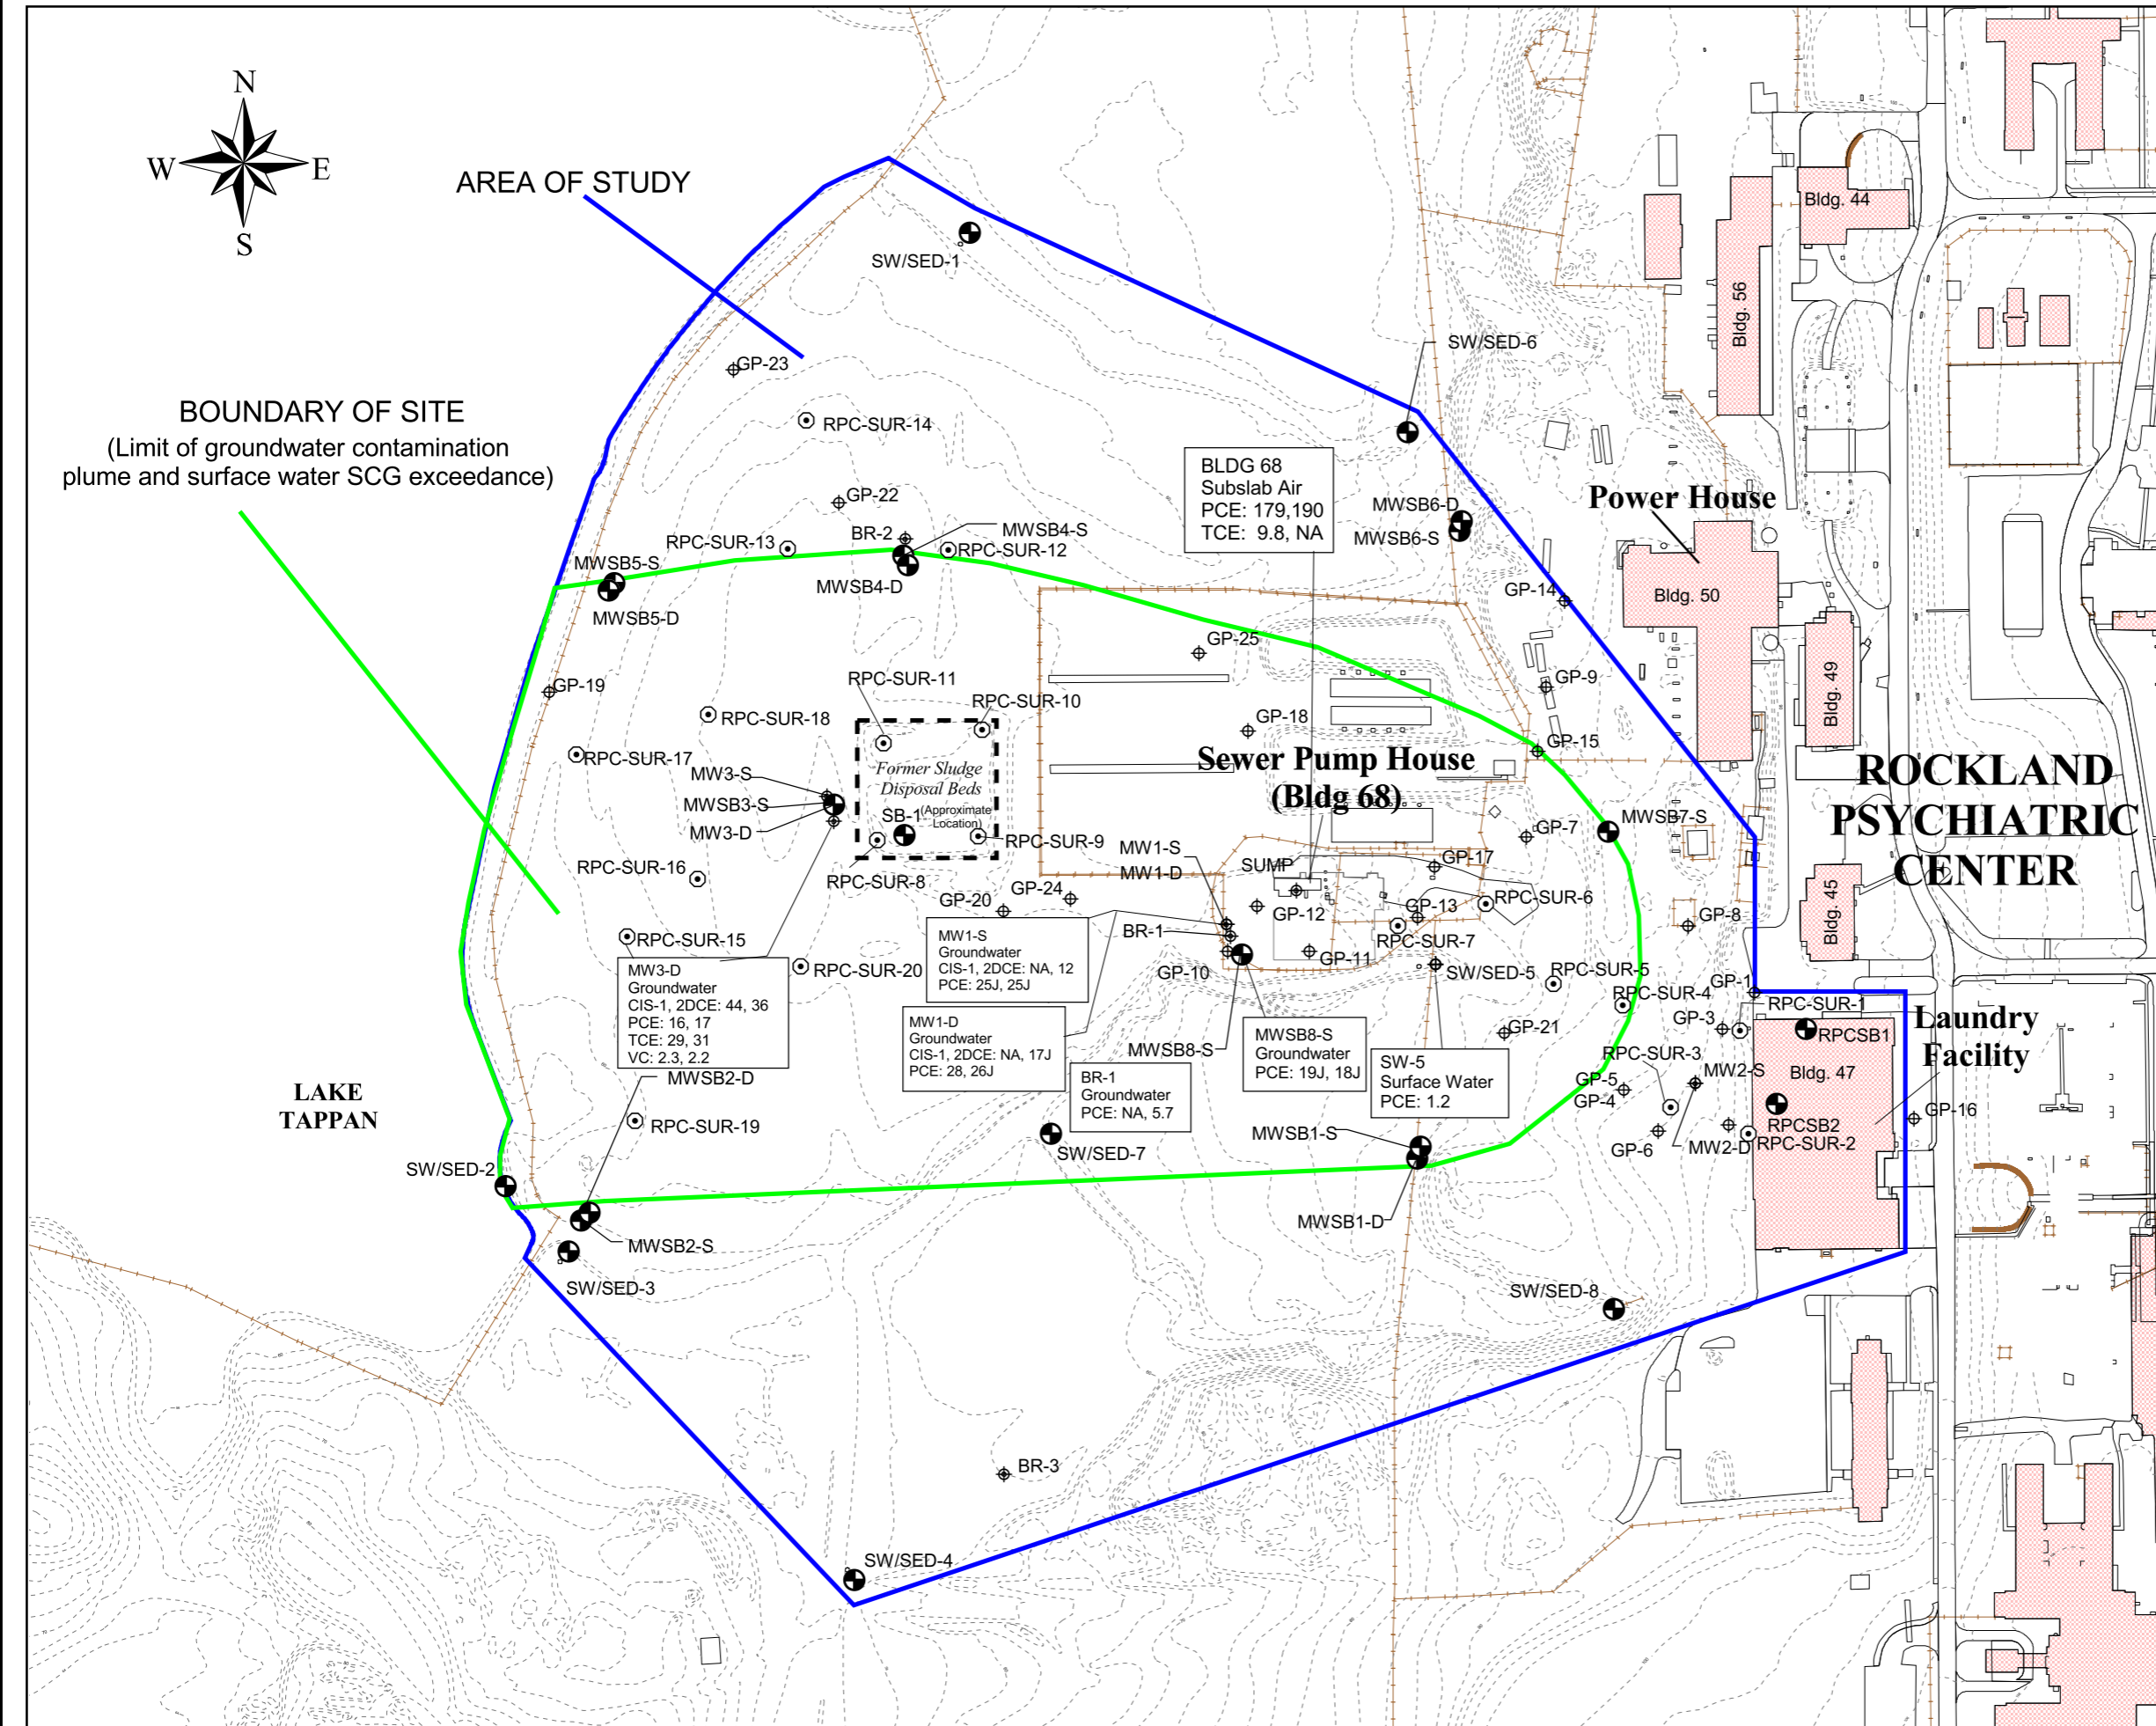 N
W E
S
AREA OF STUDY
BOUNDARY OF SITE
(Limit of groundwater contamination
plume and surface water SCG exceedance)
SW/SED-1
SW/SED-6
GP-23
RPC-SUR-14
GP-22
BR-2
MWSB4-S
RPC-SUR-13
RPC-SUR-12
MWSB5-S
MWSB4-D
MWSB5-D
BLDG 68
Subslab Air
PCE: 179,190
TCE: 9.8, NA
MWSB6-D
MWSB6-S
Power House
Bldg. 44
Bldg. 56
Bldg. 50
Bldg. 49
Bldg. 45
GP-14
GP-25
GP-9
GP-19
RPC-SUR-11
RPC-SUR-10
RPC-SUR-18
GP-18
GP-15
RPC-SUR-17
Sewer Pump House
(Bldg 68)
ROCKLAND
PSYCHIATRIC
CENTER
MW3-S
MWSB3-S
MW3-D
Former Sludge
Disposal Beds
(Approximate
Location)
SB-1
RPC-SUR-9
RPC-SUR-8
RPC-SUR-16
MWSB7-S
GP-7
MW1-S
MW1-D
SUMP
GP-17
GP-24
GP-20
GP-12
GP-13
RPC-SUR-6
RPC-SUR-7
GP-8
BR-1
GP-10
GP-11
SW/SED-5
RPC-SUR-5
RPC-SUR-4
GP-1
RPC-SUR-1
GP-3
RPCSB1
Laundry
Facility
RPC-SUR-15
RPC-SUR-20
MW3-D
Groundwater
CIS-1, 2DCE: 44, 36
PCE: 16, 17
TCE: 29, 31
VC: 2.3, 2.2
MW1-S
Groundwater
CIS-1, 2DCE: NA, 12
PCE: 25J, 25J
MW1-D
Groundwater
CIS-1, 2DCE: NA, 17J
PCE: 28, 26J
BR-1
Groundwater
PCE: NA, 5.7
MWSB8-S
MWSB8-S
Groundwater
PCE: 19J, 18J
SW-5
Surface Water
PCE: 1.2
GP-21
RPC-SUR-3
MW2-S
Bldg. 47
GP-5
GP-4
RPCSB2
GP-16
GP-6
MW2-D
RPC-SUR-2
LAKE
TAPPAN
MWSB2-D
RPC-SUR-19
SW/SED-7
MWSB1-S
SW/SED-2
MWSB1-D
MWSB2-S
SW/SED-3
SW/SED-8
BR-3
SW/SED-4